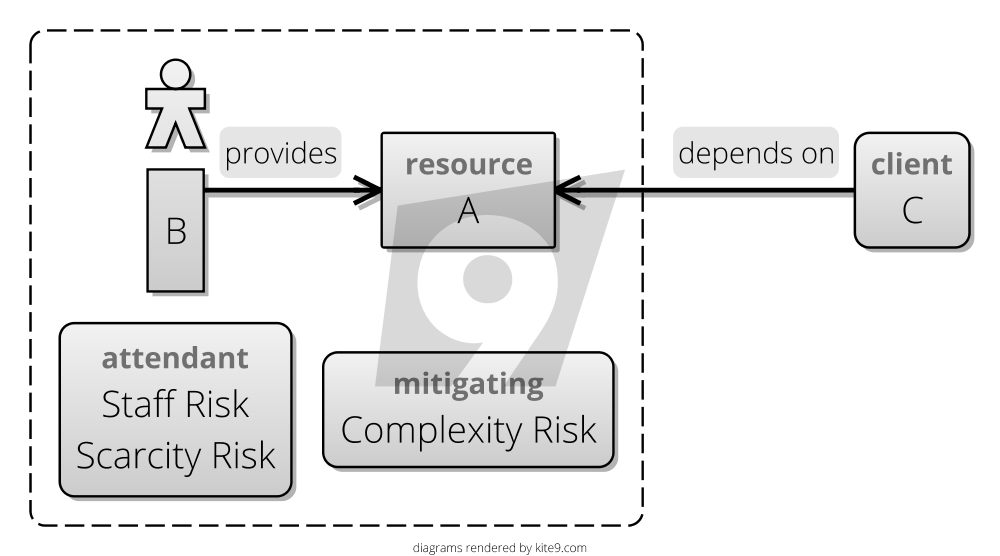 provides
resource
A
depends on
client
C
B
attendant
Staff Risk
Scarcity Risk
mitigating
Complexity Risk
diagrams rendered by kite9.com